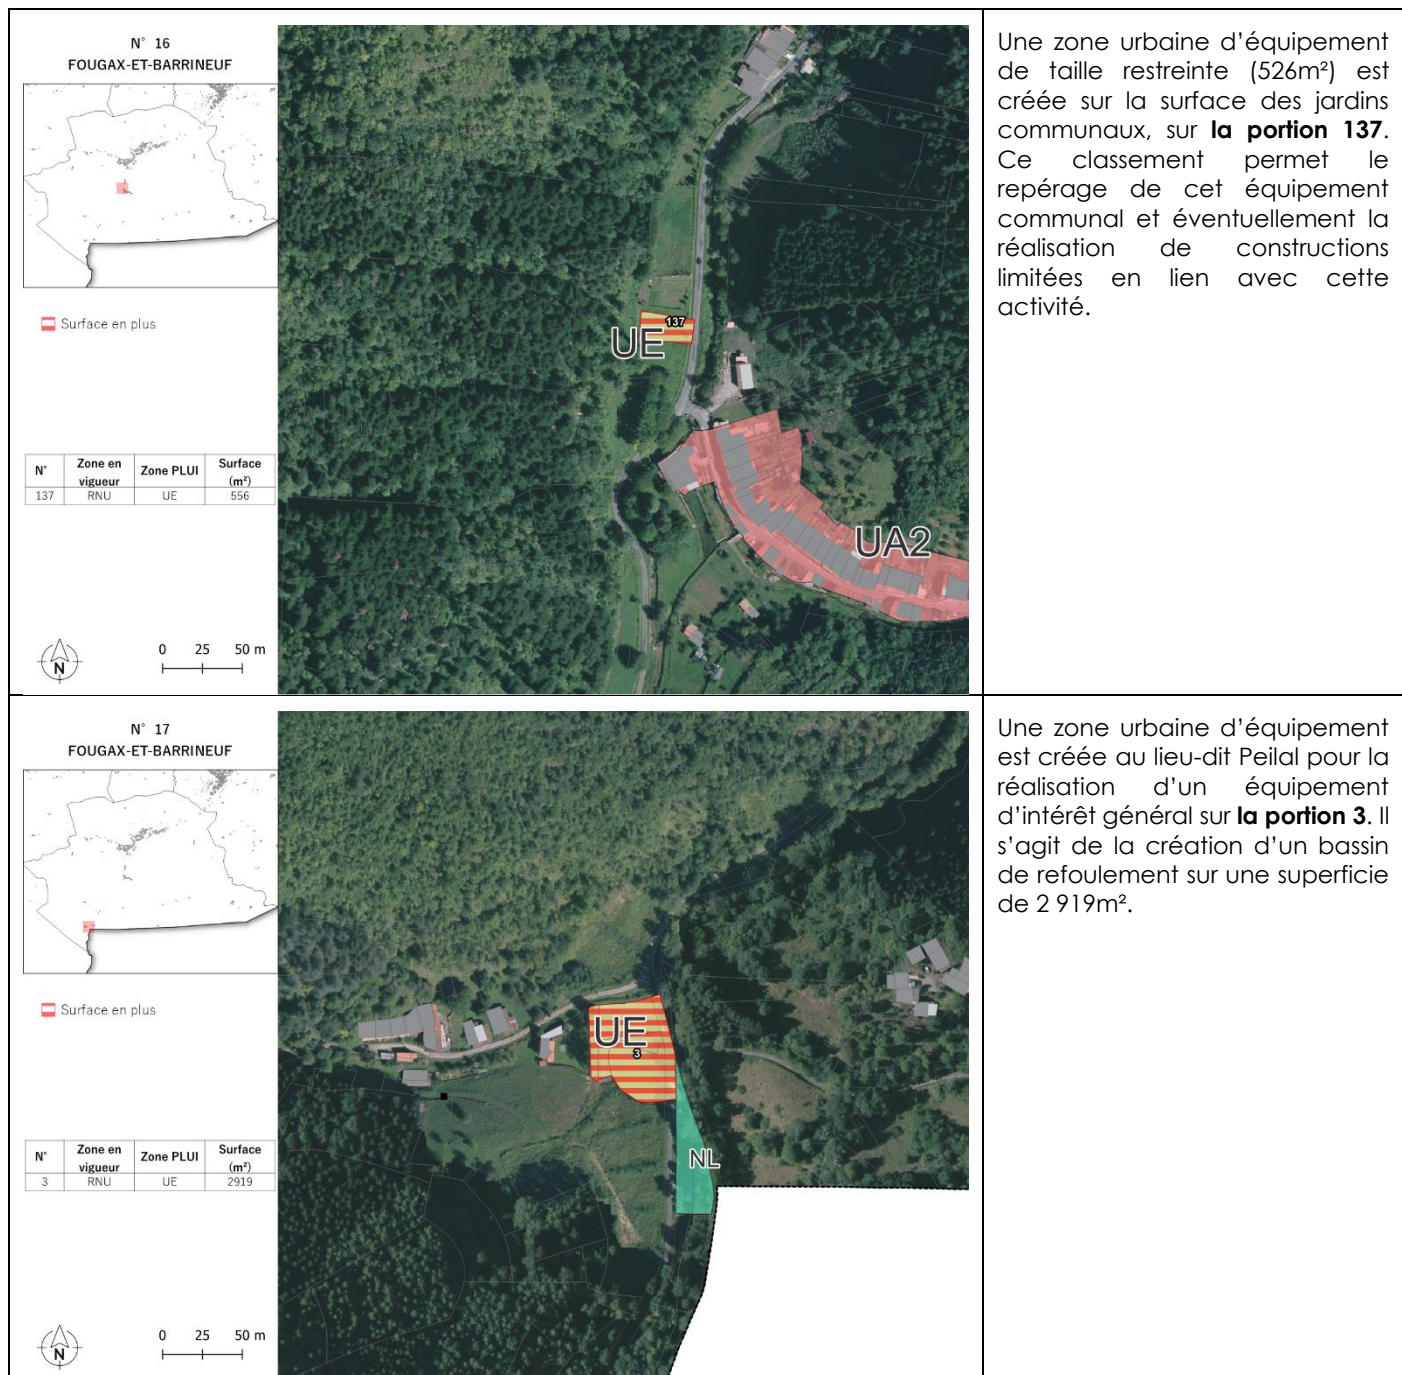 N° 16
FOUGAX-ET-BARRINEUF
Surface en plus
N° Zone en vigueur Zone PLUI Surface (m²)
137 RNU UE 556
N
0 25 50 m
137
UE
UA2
Une zone urbaine d’équipement
de taille restreinte (526m²) est
créée sur la surface des jardins
communaux, sur la portion 137.
Ce classement permet le
repérage de cet équipement
communal et éventuellement la
réalisation de constructions
limitées en lien avec cette
activité.
N° 17
FOUGAX-ET-BARRINEUF
Surface en plus
N° Zone en vigueur Zone PLUI Surface (m²)
3 RNU UE 2919
N
0 25 50 m
UE
3
NL
Une zone urbaine d’équipement
est créée au lieu-dit Peilal pour la
réalisation d’un équipement
d’intérêt général sur la portion 3. Il
s’agit de la création d’un bassin
de refoulement sur une superficie
de 2 919m².